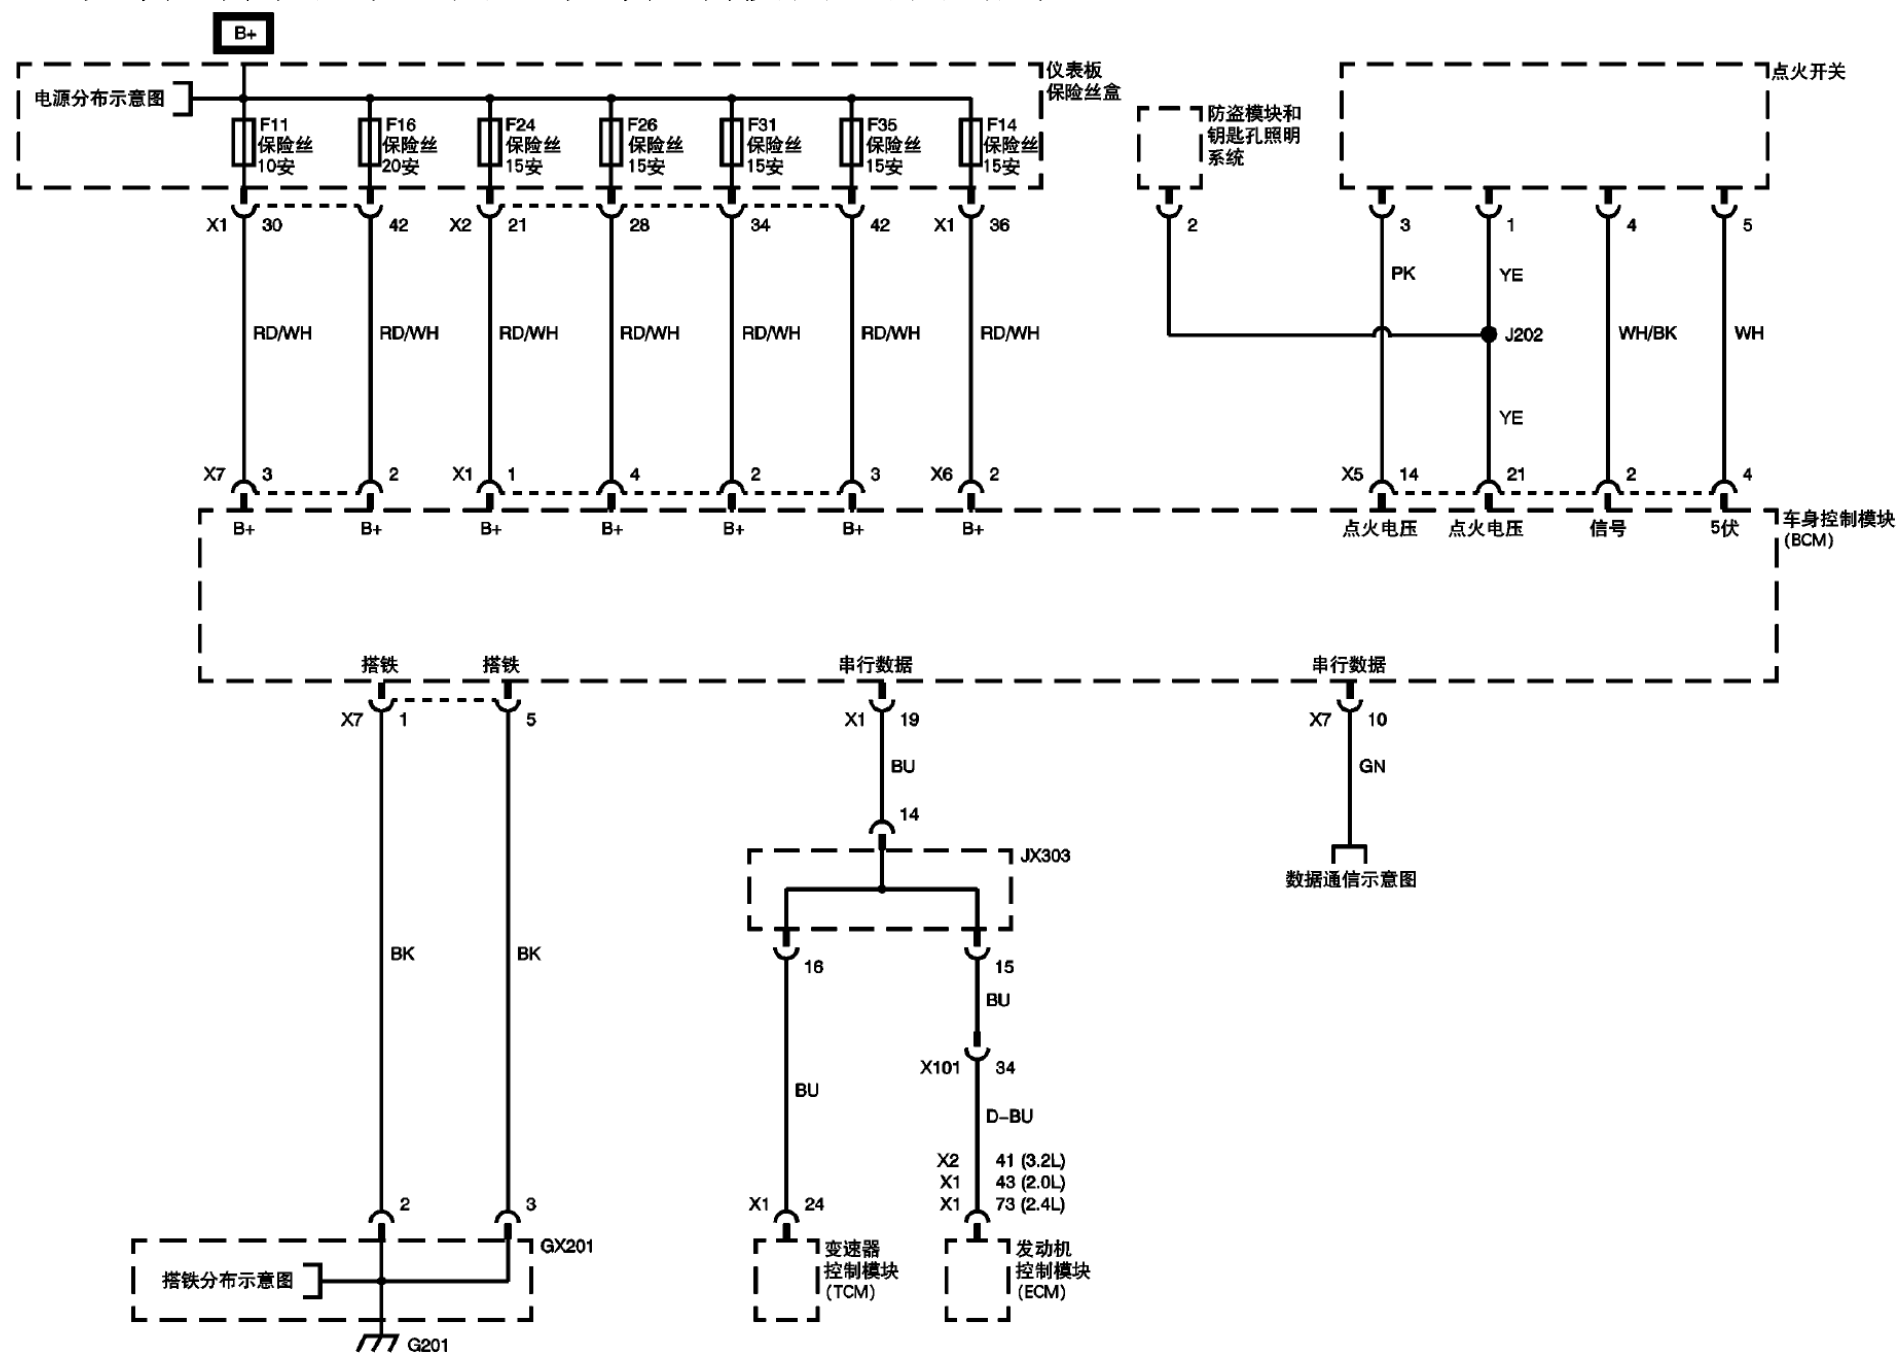 B+
仪表板
保险丝盒
电源分布示意图
F11
保险丝
10安
F16
保险丝
20安
F24
保险丝
15安
F26
保险丝
15安
F31
保险丝
15安
F35
保险丝
15安
F14
保险丝
15安
防盗模块和
钥匙孔照明
系统
点火开关
X1 30 42 X2 21 28 34 42 X1 36 2 3 1 4 5
PK YE
RD/WH RD/WH RD/WH RD/WH RD/WH RD/WH RD/WH J202 WH/BK WH
YE
X7 3 2 X1 1 4 2 3 X6 2 X5 14 21 2 4
B+ B+ B+ B+ B+ B+ B+ 点火电压 点火电压 信号 5伏
车身控制模块
(BCM)
搭铁 搭铁 串行数据 串行数据
X7 1 5 X1 19 X7 10
BU GN
14
JX303
数据通信示意图
BK BK
16 15
BU
X101 34
BU
D-BU
X2 41 (3.2L)
X1 43 (2.0L)
X1 73 (2.4L)
2 3 X1 24
GX201
搭铁分布示意图
变速器
控制模块
(TCM)
发动机
控制模块
(ECM)
G201